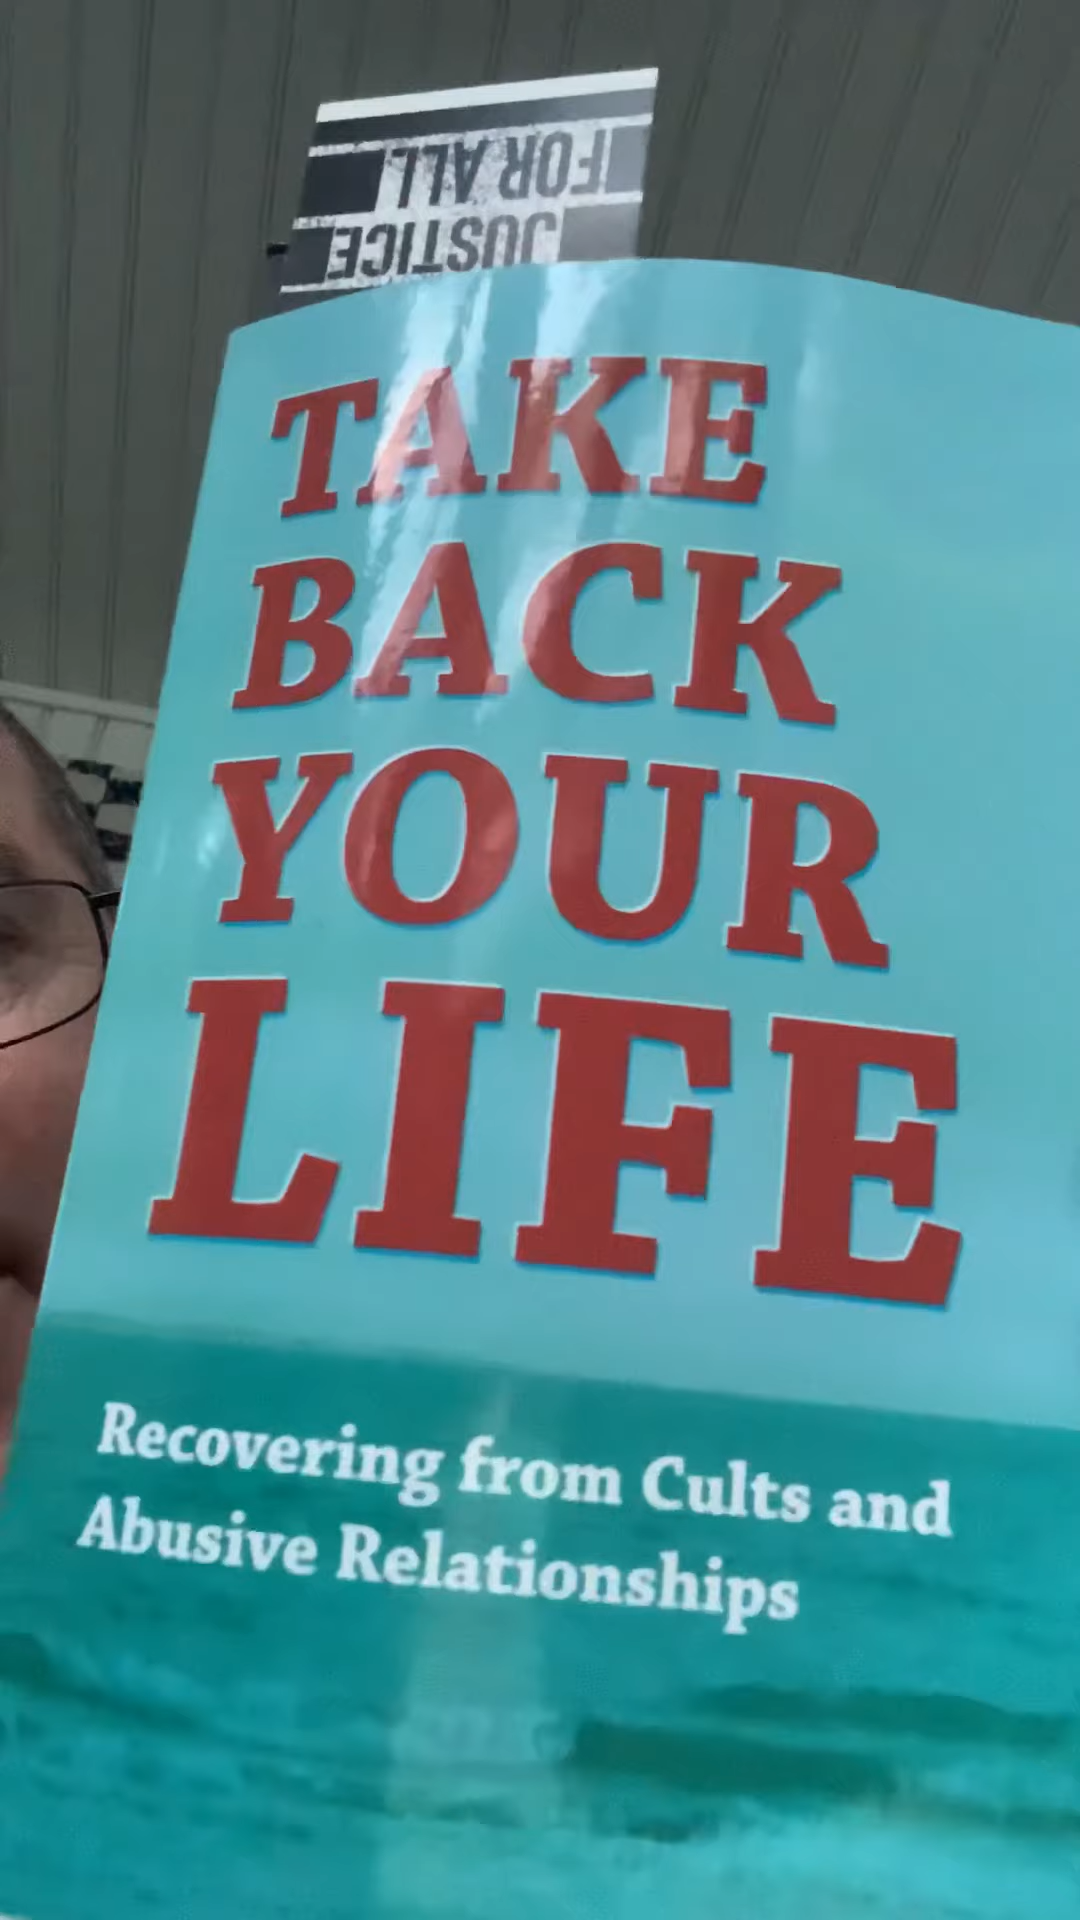 JUSTICE
FOR ALL
TAKE
BACK
YOUR
LIFE
Recovering from Cults and
Abusive Relationships